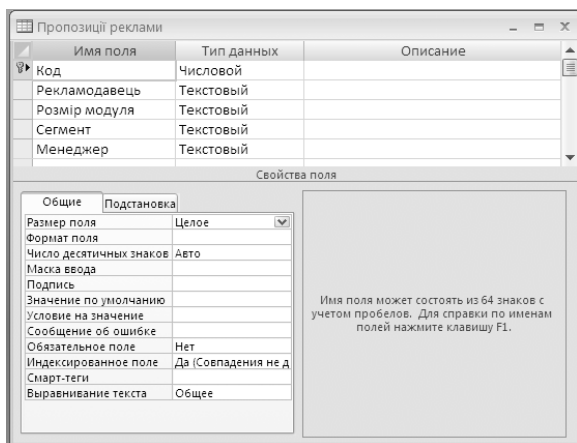 Пропозиції реклами
Имя поля Тип данных Описание
Код Числовой
Рекламодавець Текстовый
Розмір модуля Текстовый
Сегмент Текстовый
Менеджер Текстовый
Свойства поля
Общие Подстановка
Размер поля Целое
Формат поля
Число десятичных знаков Авто
Маска ввода
Подпись
Значение по умолчанию
Условие на значение
Сообщение об ошибке
Обязательное поле Нет
Индексированное поле Да (Совпадения не д
Смарт-теги
Выравнивание текста Общее
Имя поля может состоять из 64 знаков с
учетом пробелов. Для справки по именам
полей нажмите клавишу F1.